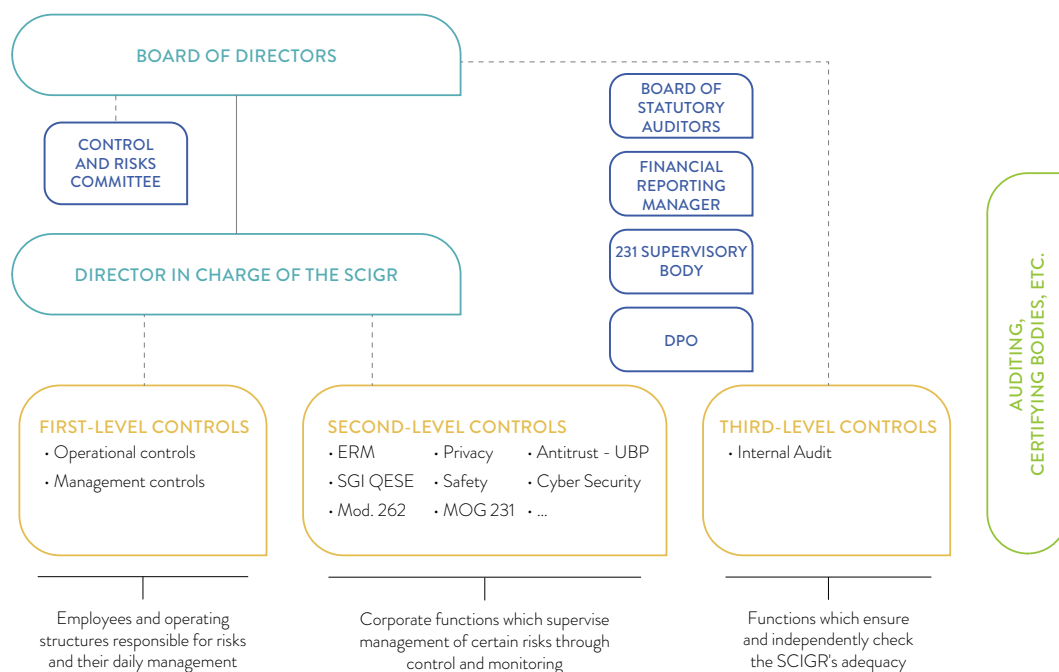 BOARD OF DIRECTORS
CONTROL
AND RISKS
COMMITTEE
BOARD OF
STATUTORY
AUDITORS
FINANCIAL
REPORTING
MANAGER
231 SUPERVISORY
BODY
DPO
DIRECTOR IN CHARGE OF THE SCIGR
AUDITING,
CERTIFYING BODIES, ETC.
FIRST-LEVEL CONTROLS
• Operational controls
• Management controls
SECOND-LEVEL CONTROLS
• ERM
• SGI QESE
• Mod. 262
• Privacy
• Safety
• MOG 231
• Antitrust - UBP
• Cyber Security
• ...
THIRD-LEVEL CONTROLS
• Internal Audit
Employees and operating
structures responsible for risks
and their daily management
Corporate functions which supervise
management of certain risks through
control and monitoring
Functions which ensure
and independently check
the SCIGR's adequacy